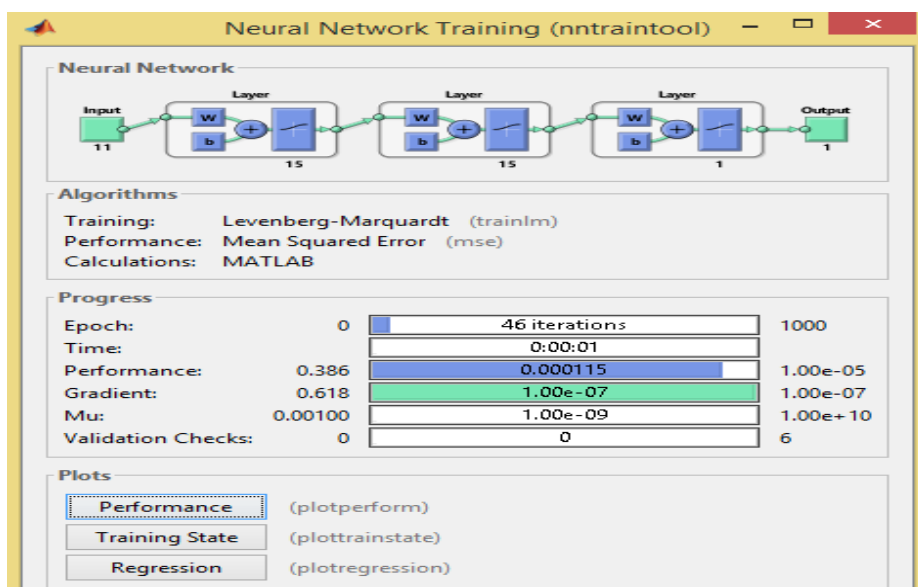 Neural Network Training (nntraintool)
Neural Network
Layer Layer Layer
Input Output
W b + W b + W b +
11 15 15 1 1
Algorithms
Training: Levenberg-Marquardt (trainlm)
Performance: Mean Squared Error (mse)
Calculations: MATLAB
Progress
Epoch: 0 46 iterations 1000
Time: 0:00:01
Performance: 0.386 0.000115 1.00e-05
Gradient: 0.618 1.00e-07 1.00e-07
Mu: 0.00100 1.00e-09 1.00e+10
Validation Checks: 0 0 6
Plots
Performance (plotperform)
Training State (plottrainstate)
Regression (plotregression)